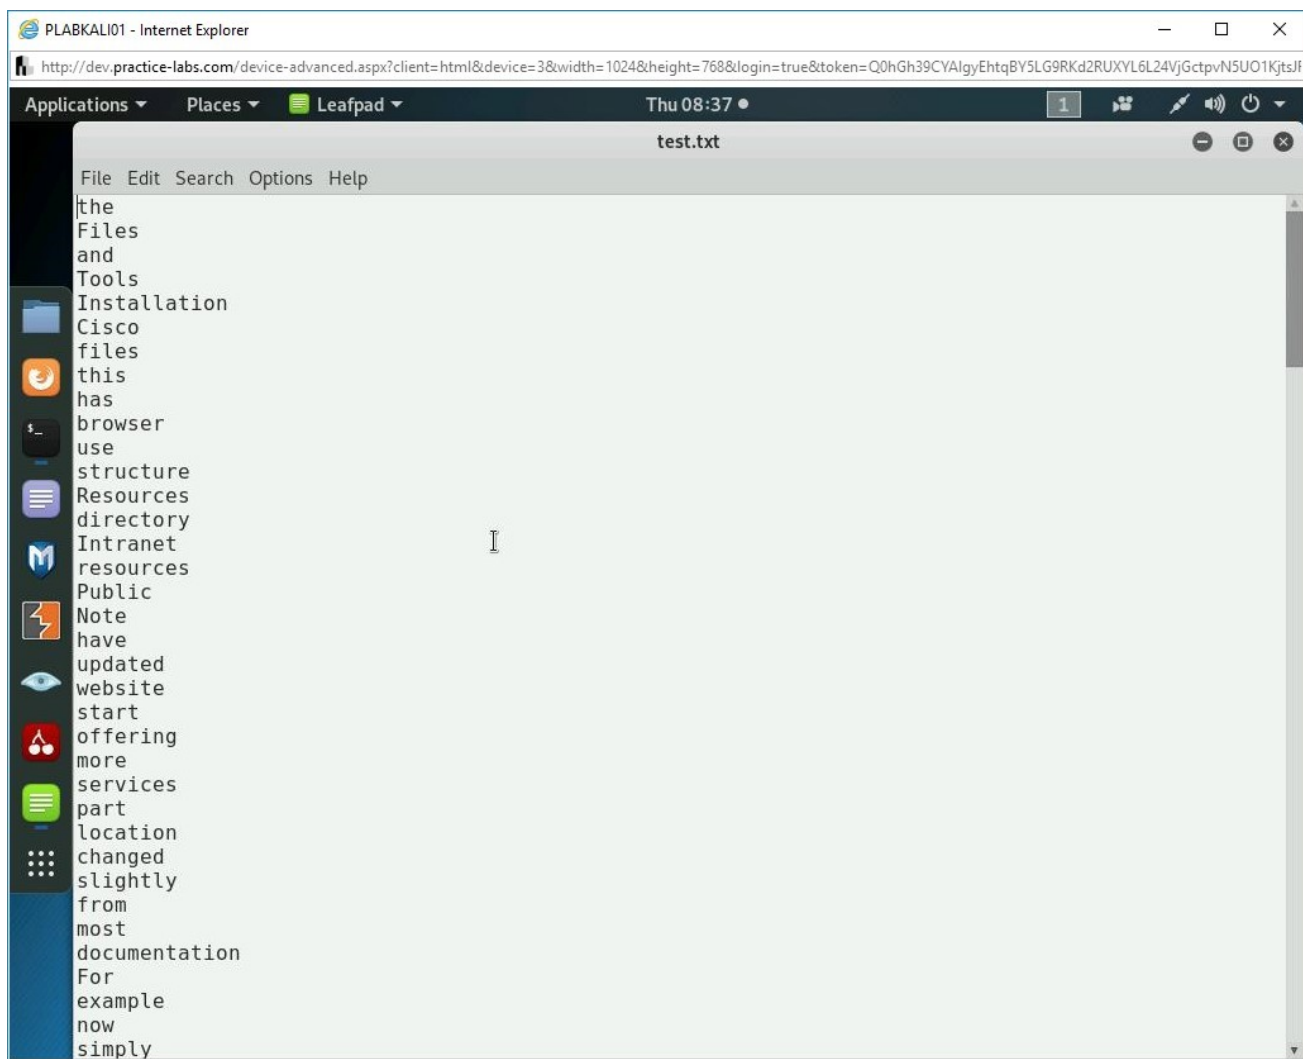 PLABKALI01 - Internet Explorer
http://dev.practice-labs.com/device-advanced.aspx?client=html&device=3&width=1024&height=768&login=true&token=Q0hGh39CYAIgyEhtqBY5LG9RKd2RUXYL6L24VjGctpvN5UO1KjtsJF
Applications Places Leafpad Thu 08:37 1
test.txt
File Edit Search Options Help
the
Files
and
Tools
Installation
Cisco
files
this
has
browser
use
structure
Resources
directory
Intranet
resources
Public
Note
have
updated
website
start
offering
more
services
part
location
changed
slightly
from
most
documentation
For
example
now
simply